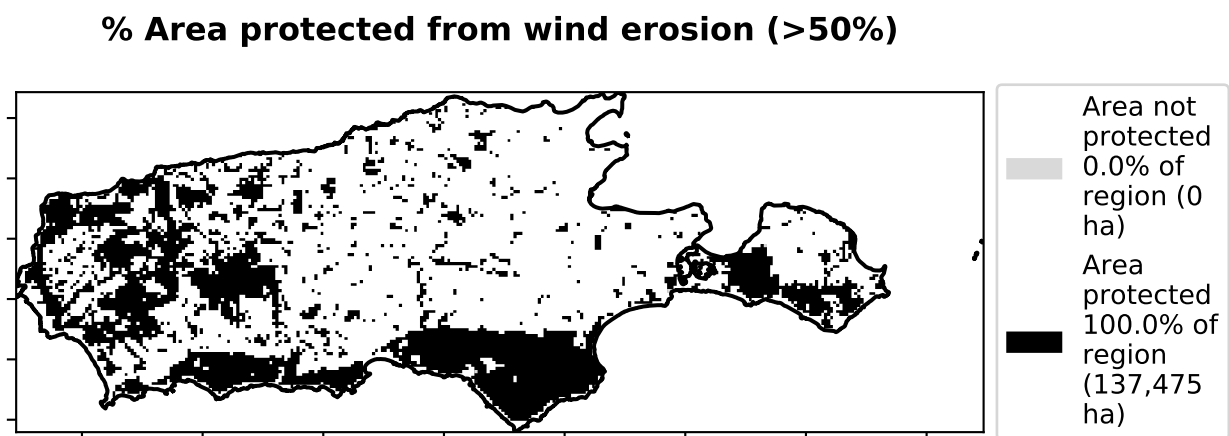 % Area protected from wind erosion (>50%)
Area not
protected
0.0% of
region (0
ha)
Area
protected
100.0% of
region
(137,475
ha)